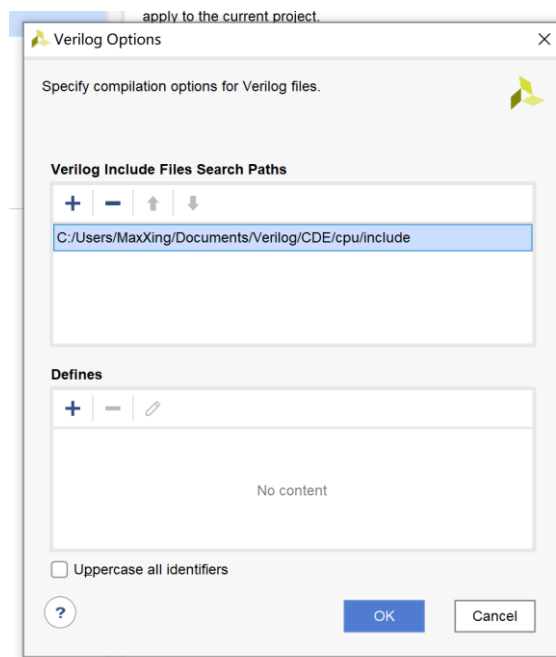 apply to the current project.
Verilog Options
Specify compilation options for Verilog files.
Verilog Include Files Search Paths
C:/Users/MaxXing/Documents/Verilog/CDE/cpu/include
Defines
No content
Uppercase all identifiers
?
OK
Cancel